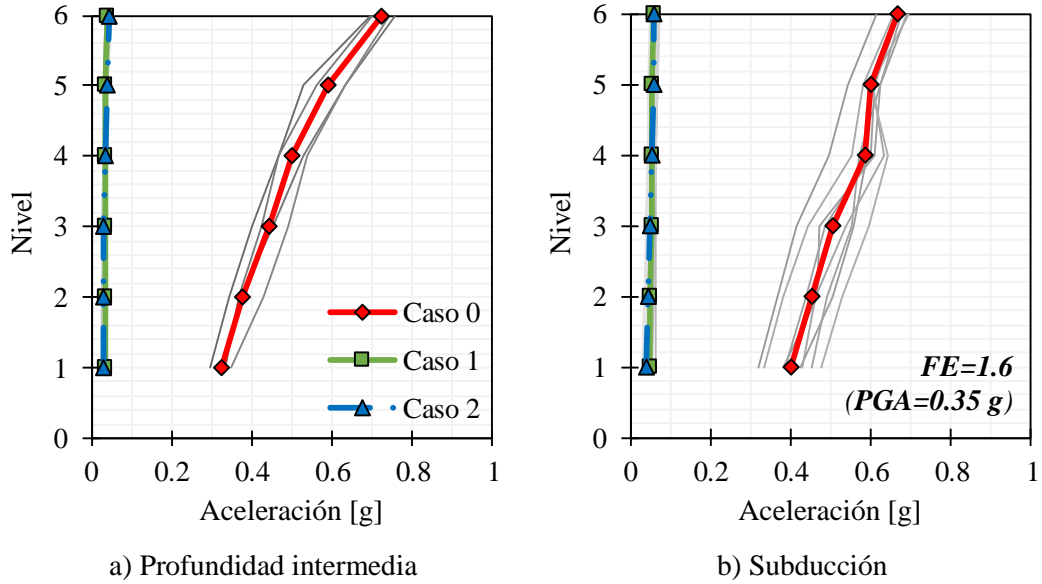 6
5
4
3
2
1
0
Nivel
0
0.2
0.4
0.6
0.8
1
Aceleración [g]
Caso 0
Caso 1
Caso 2
a) Profundidad intermedia
6
5
4
3
2
1
0
Nivel
0
0.2
0.4
0.6
0.8
1
Aceleración [g]
FE=1.6
(PGA=0.35 g)
b) Subducción